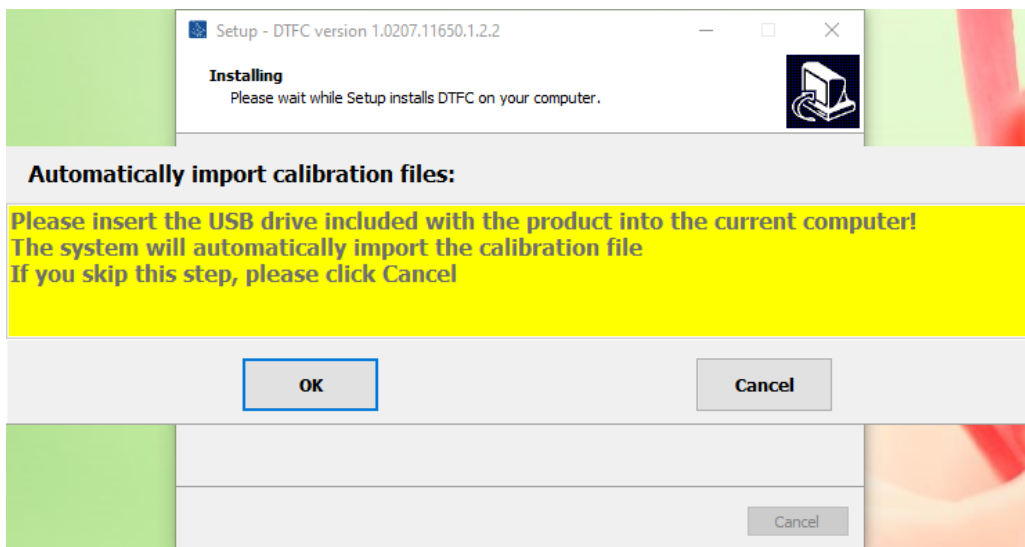 Setup - DTFC version 1.0207.11650.1.2.2
Installing
Please wait while Setup installs DTFC on your computer.
Automatically import calibration files:
Please insert the USB drive included with the product into the current computer!
The system will automatically import the calibration file
If you skip this step, please click Cancel
OK
Cancel
Cancel